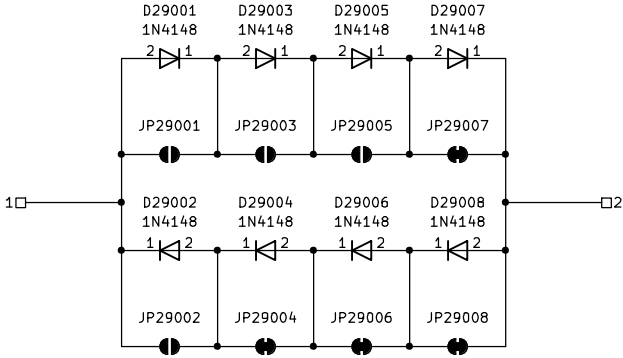 D29001 D29003 D29005 D29007
1N4148 1N4148 1N4148 1N4148
2 1 2 1 2 1 2 1
JP29001 JP29003 JP29005 JP29007
1 2
D29002 D29004 D29006 D29008
1N4148 1N4148 1N4148 1N4148
1 2 1 2 1 2 1 2
JP29002 JP29004 JP29006 JP29008